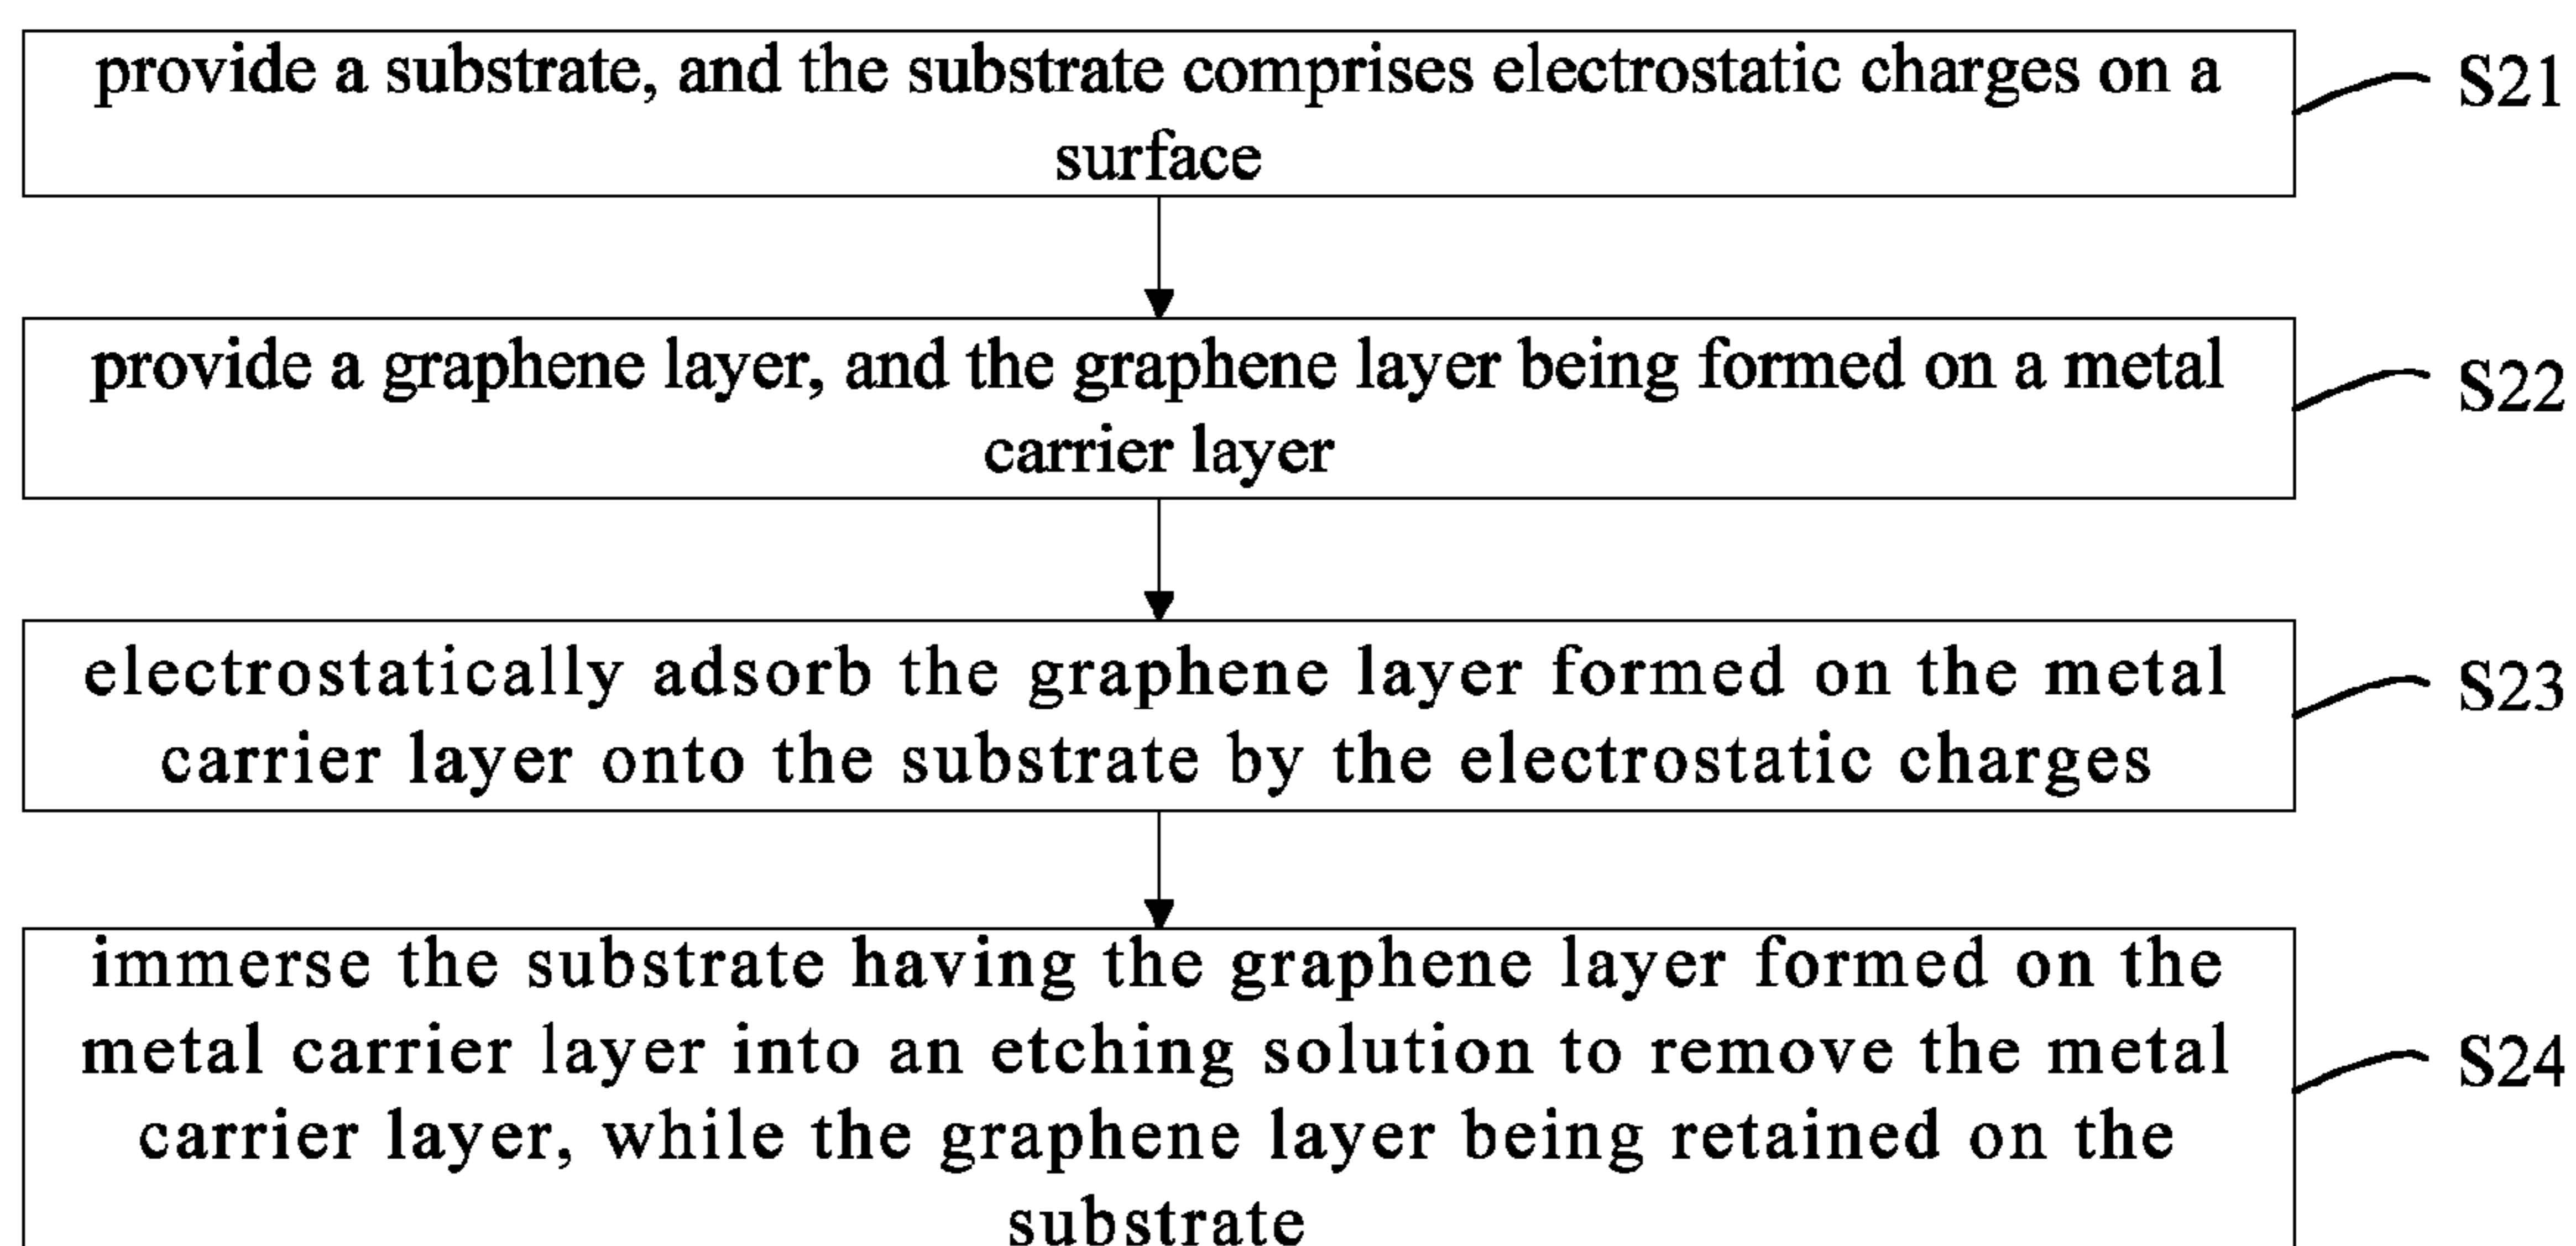 provide a substrate, and the substrate comprises electrostatic charges on a
surface
S21
provide a graphene layer, and the graphene layer being formed on a metal
carrier layer
S22
electrostatically adsorb the graphene layer formed on the metal
carrier layer onto the substrate by the electrostatic charges
S23
immerse the substrate having the graphene layer formed on the
metal carrier layer into an etching solution to remove the metal
carrier layer, while the graphene layer being retained on the
substrate
S24